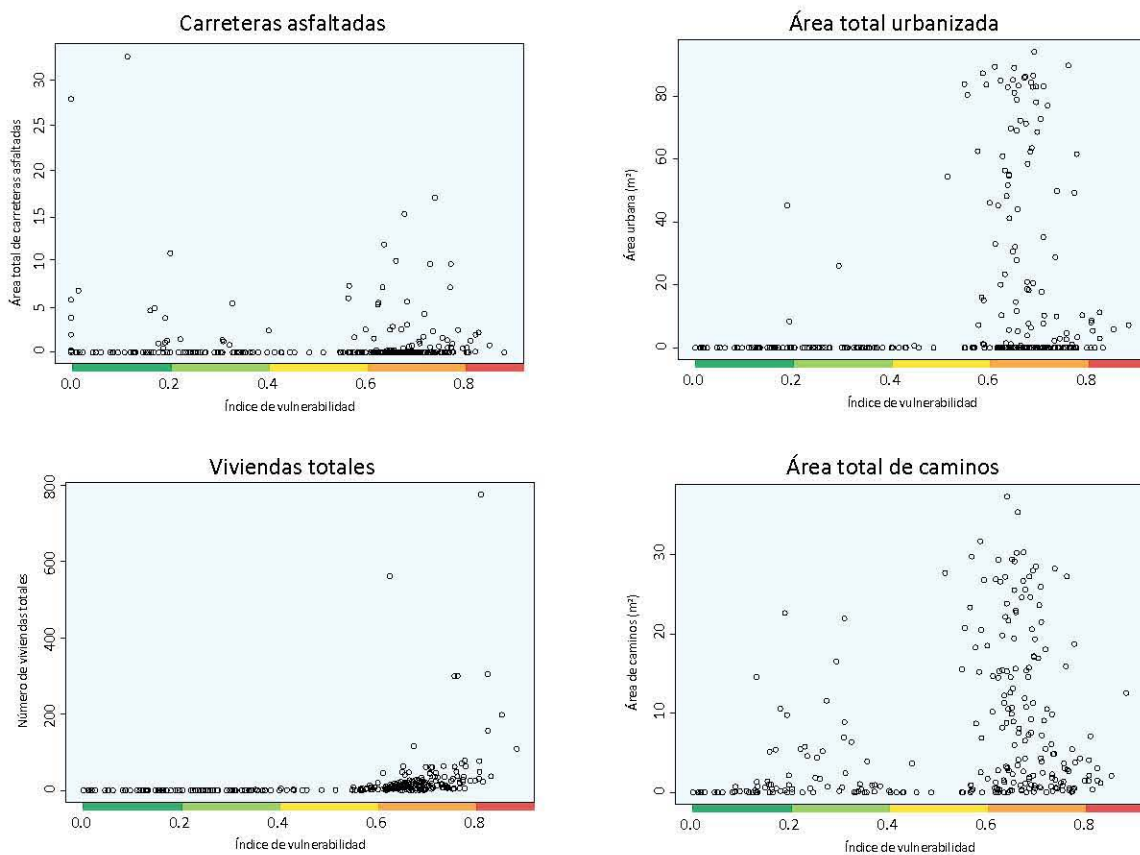 Carreteras asfaltadas
Área total de carreteras asfaltadas
30
25
20
15
10
5
0
0.0 0.2 0.4 0.6 0.8
Índice de vulnerabilidad
Área total urbanizada
Área urbana (m²)
80
60
40
20
0
0.0 0.2 0.4 0.6 0.8
Índice de vulnerabilidad
Viviendas totales
Número de viviendas totales
800
600
400
200
0
0.0 0.2 0.4 0.6 0.8
Índice de vulnerabilidad
Área total de caminos
Área de caminos (m²)
30
20
10
0
0.0 0.2 0.4 0.6 0.8
Índice de vulnerabilidad